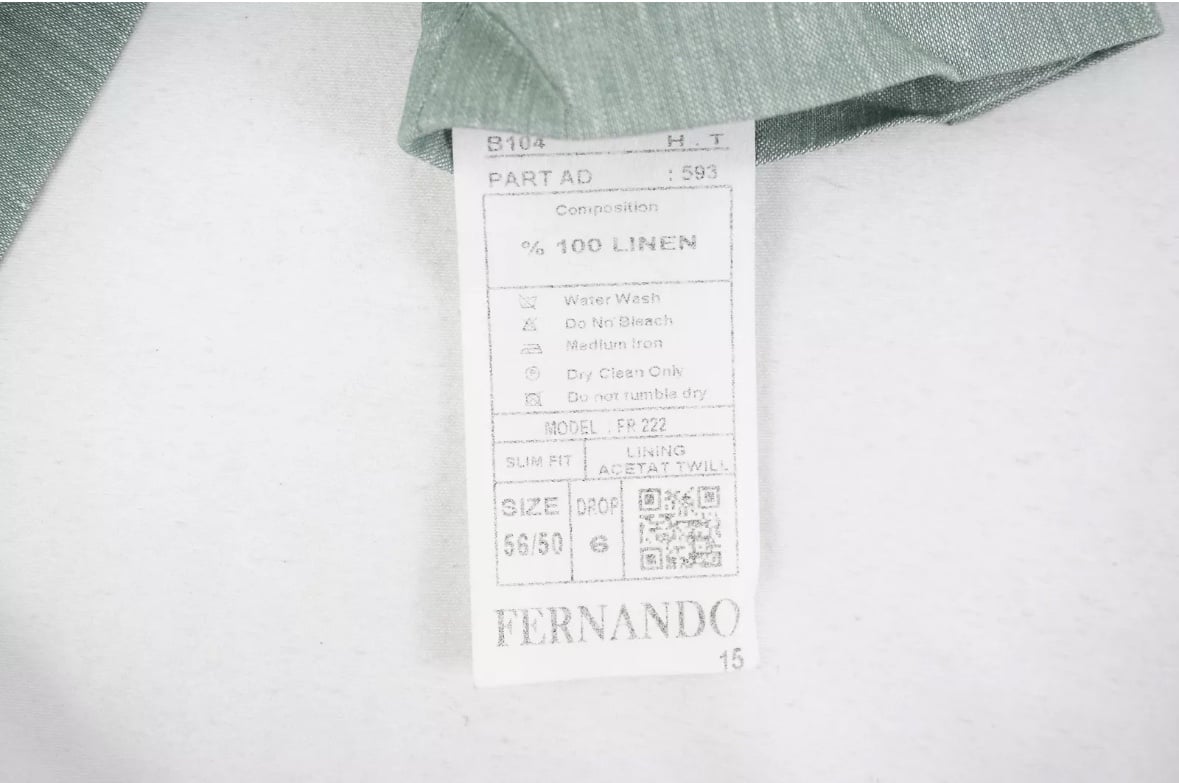 B104 H . T
PART AD : 593
Composition
% 100 LINEN
Water Wash
Do No Bleach
Medium Iron
Dry Clean Only
Do not tumble dry
MODEL : FR 222
SLIM FIT
LINING
ACETAT TWILL
SIZE DROP
56/50 6
FERNANDO
15